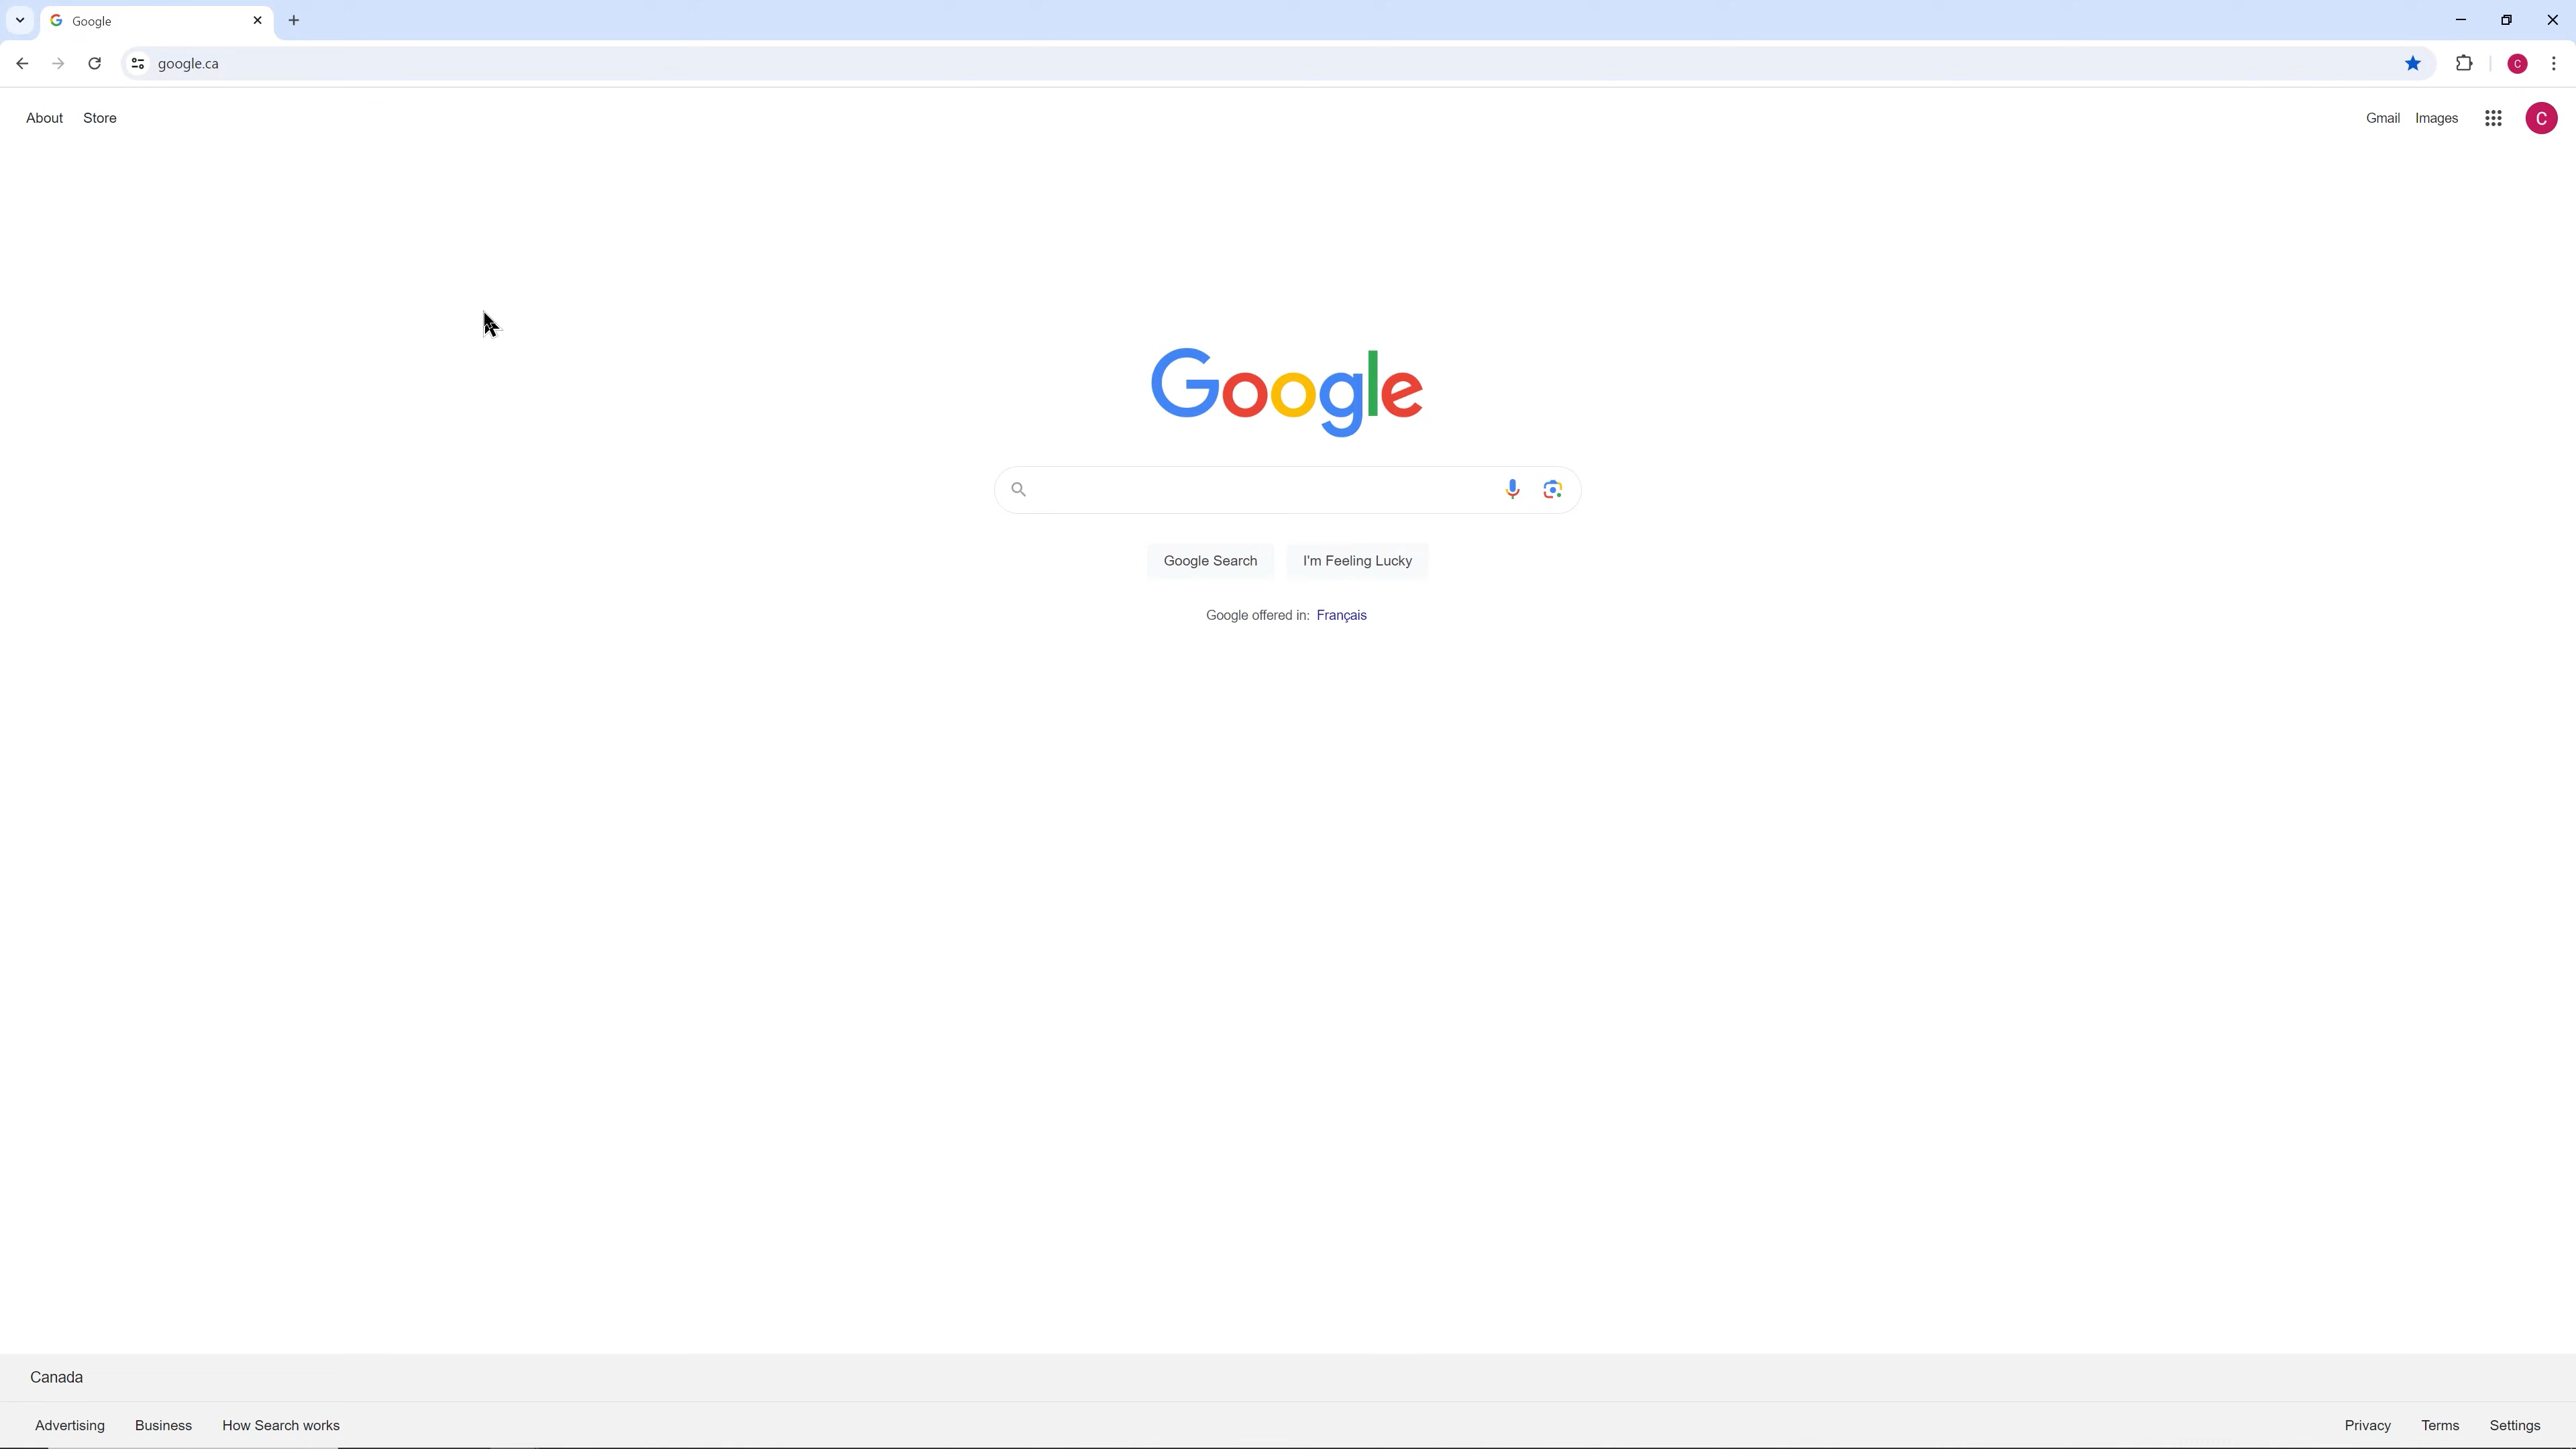 Google
google.ca
C
About Store Gmail Images C
Google
Google Search I'm Feeling Lucky
Google offered in: Français
Canada
Advertising Business How Search works Privacy Terms Settings